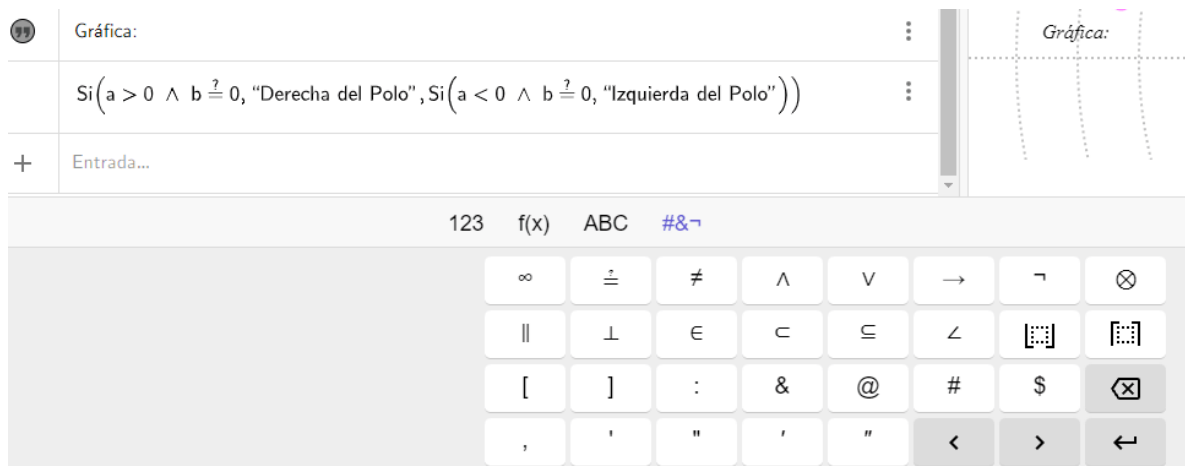 Gráfica:
Gráfica:
Si(a > 0 ∧ b ≟ 0, “Derecha del Polo”, Si(a < 0 ∧ b ≟ 0, “Izquierda del Polo”))
+ Entrada...
123 f(x) ABC #&¬
∞ ≟ ≠ ∧ ∨ → ¬ ⊗
∥ ⊥ ∈ ⊂ ⊆ ∠
[ ] : & @ # $
, ' " ′ ″ < >